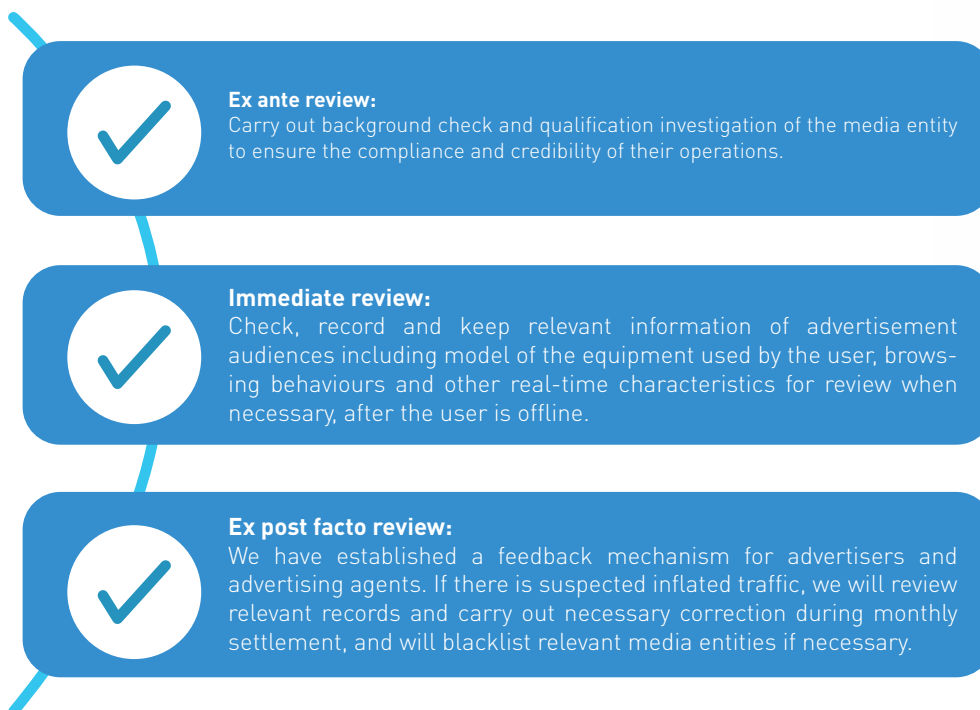 Ex ante review:
Carry out background check and qualification investigation of the media entity
to ensure the compliance and credibility of their operations.
Immediate review:
Check, record and keep relevant information of advertisement
audiences including model of the equipment used by the user, brows-
ing behaviours and other real-time characteristics for review when
necessary, after the user is offline.
Ex post facto review:
We have established a feedback mechanism for advertisers and
advertising agents. If there is suspected inflated traffic, we will review
relevant records and carry out necessary correction during monthly
settlement, and will blacklist relevant media entities if necessary.